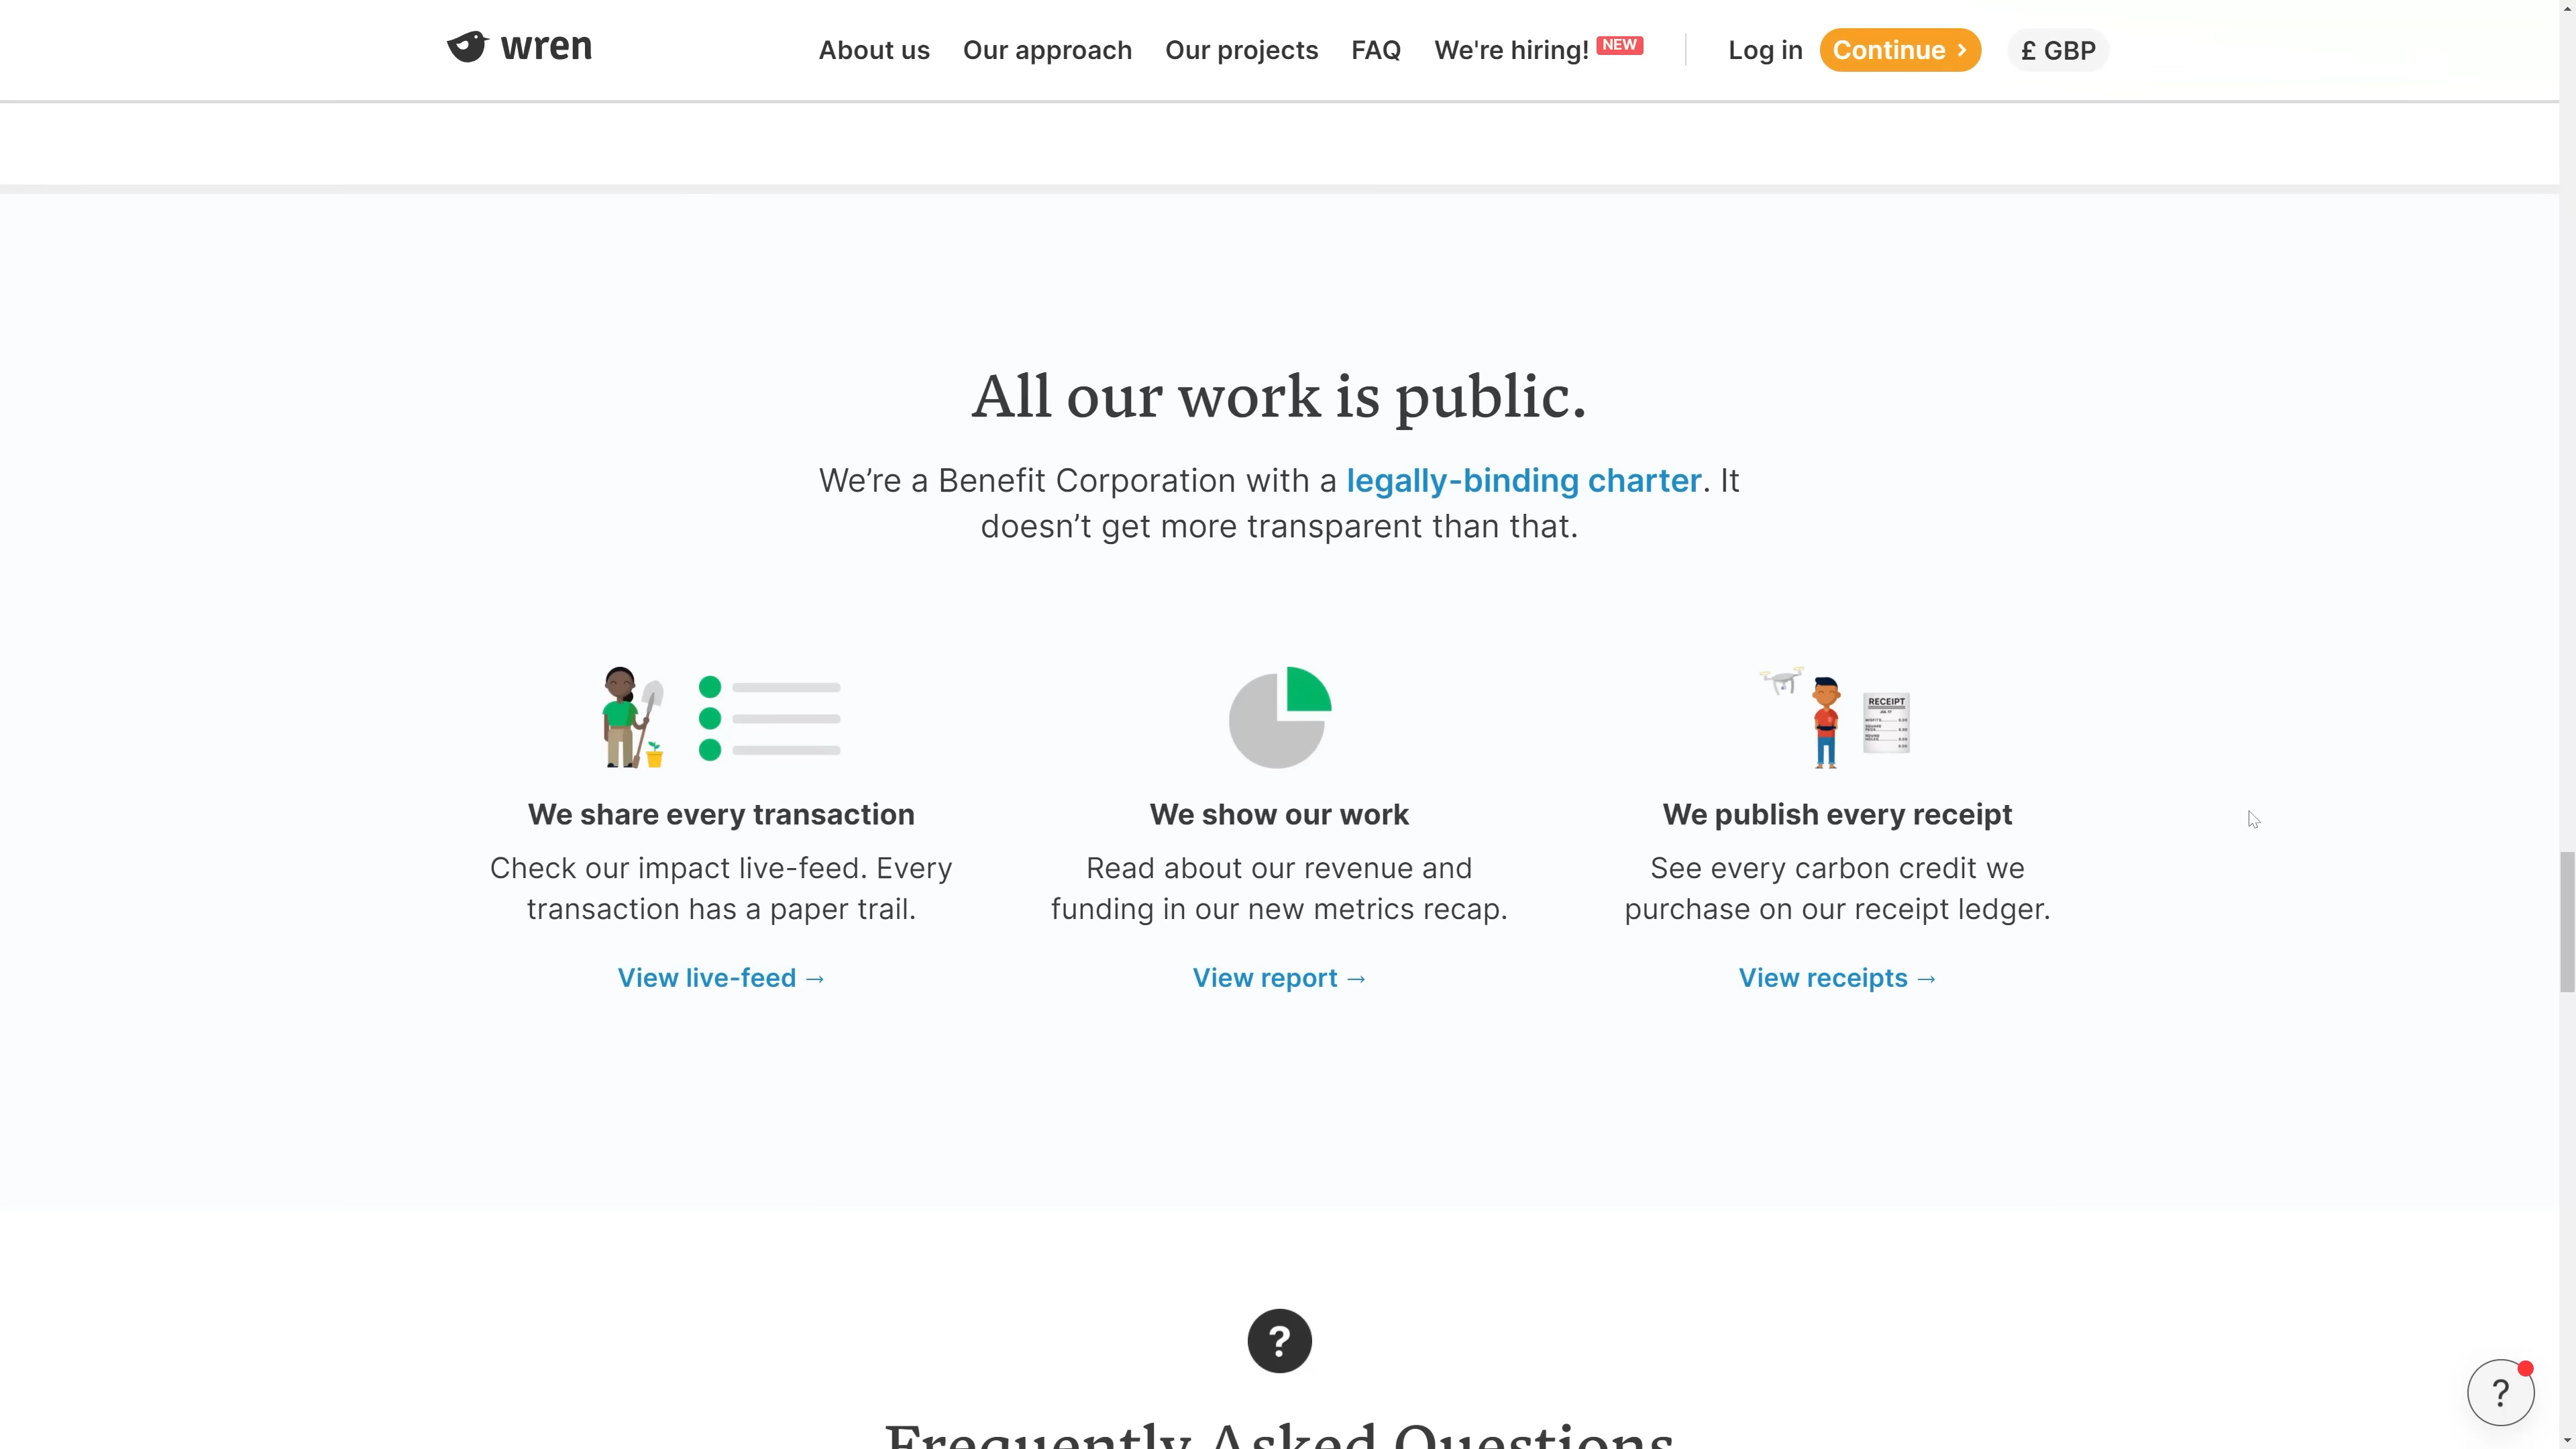 wren
About us
Our approach
Our projects
FAQ
We're hiring! NEW
Log in
Continue
£ GBP
All our work is public.
We’re a Benefit Corporation with a legally-binding charter. It
doesn’t get more transparent than that.
RECEIPT
We share every transaction
Check our impact live-feed. Every
transaction has a paper trail.
View live-feed →
We show our work
Read about our revenue and
funding in our new metrics recap.
View report →
We publish every receipt
See every carbon credit we
purchase on our receipt ledger.
View receipts →
?
Frequently Asked Questions
?